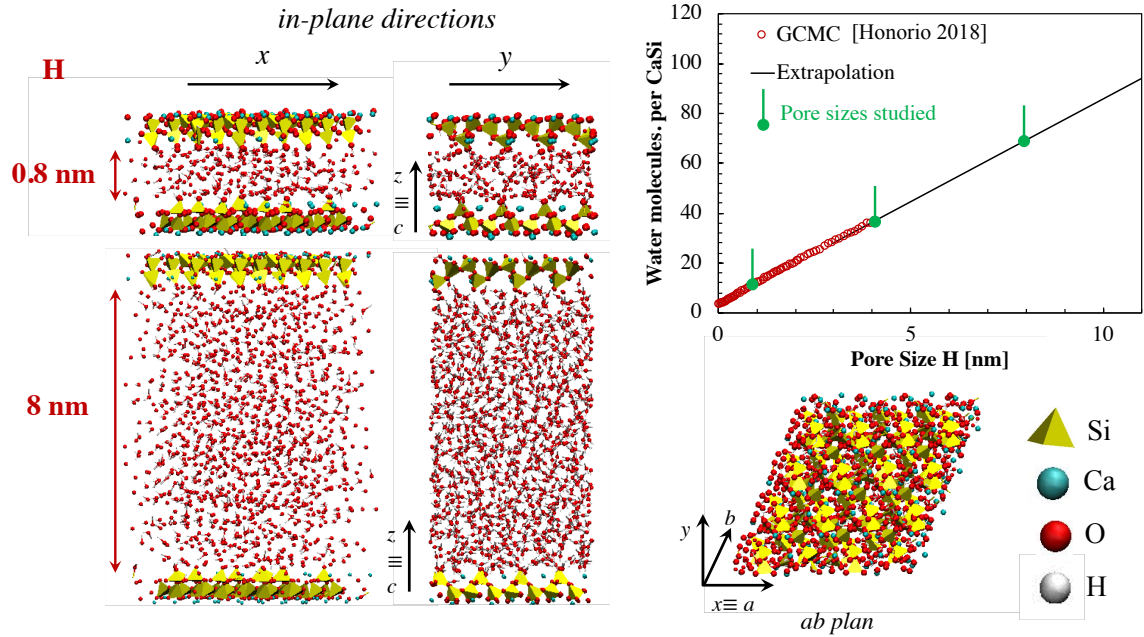 in-plane directions
H
x
y
0.8 nm
z
≡
c
8 nm
z
≡
c
Water molecules. per CaSi
120
100
80
60
40
20
0
GCMC [Honorio 2018]
Extrapolation
Pore sizes studied
0
5
10
Pore Size H [nm]
y
b
x≡ a
ab plan
Si
Ca
O
H